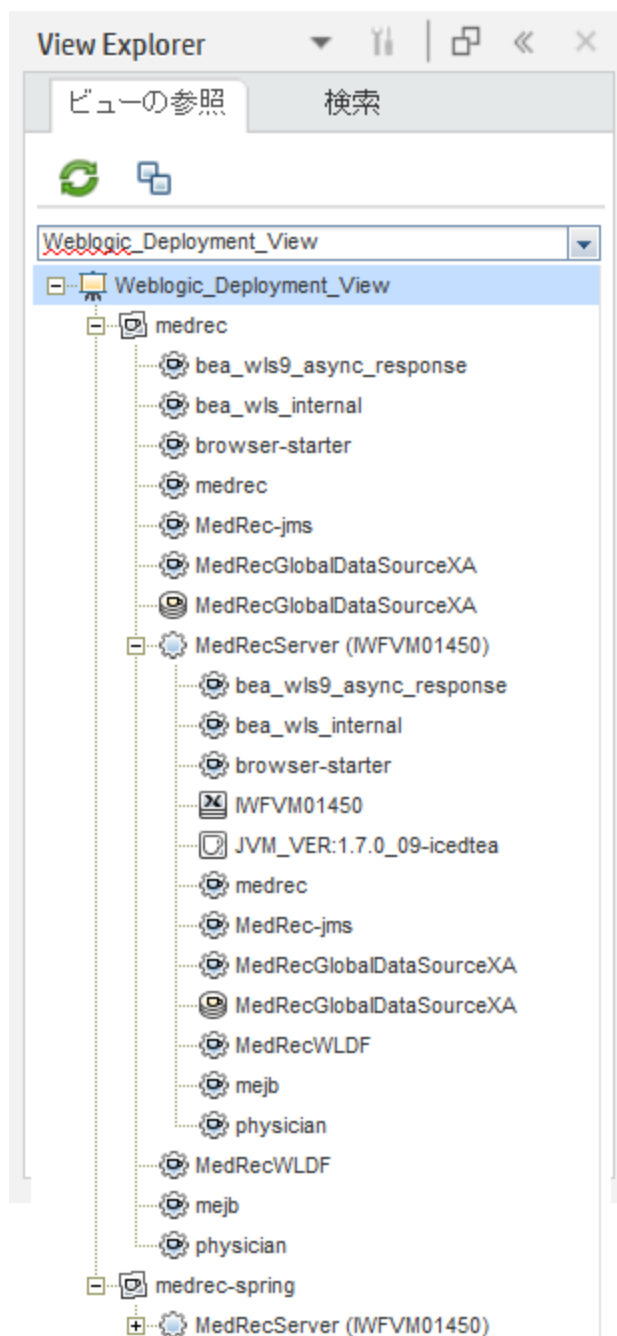 View Explorer
ビューの参照 検索
Weblogic_Deployment_View
Weblogic_Deployment_View
medrec
bea_wls9_async_response
bea_wls_internal
browser-starter
medrec
MedRec-jms
MedRecGlobalDataSourceXA
MedRecGlobalDataSourceXA
MedRecServer (IWFVM01450)
bea_wls9_async_response
bea_wls_internal
browser-starter
IWFVM01450
JVM_VER:1.7.0_09-icedtea
medrec
MedRec-jms
MedRecGlobalDataSourceXA
MedRecGlobalDataSourceXA
MedRecWLDF
mejb
physician
MedRecWLDF
mejb
physician
medrec-spring
MedRecServer (IWFVM01450)